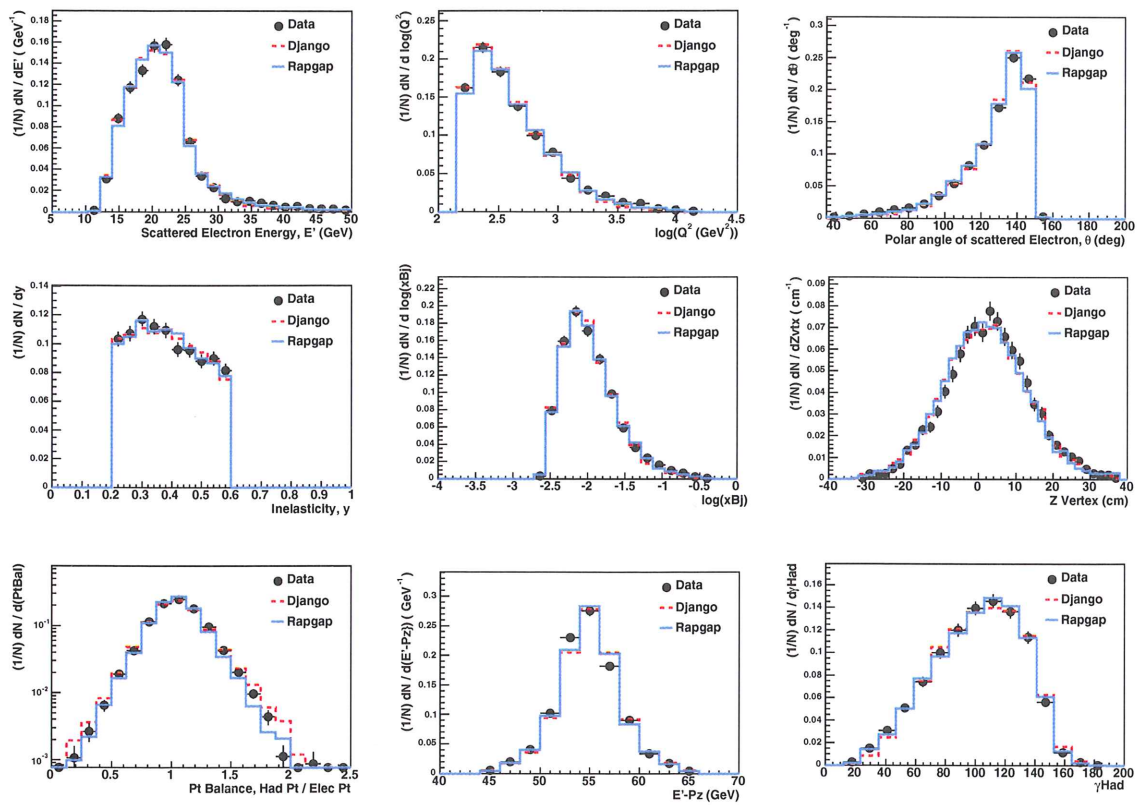 (1/N) dN / dE' ( GeV⁻¹)
0.18
0.16
0.14
0.12
0.1
0.08
0.06
0.04
0.02
0
Data
Django
Rapgap
5 10 15 20 25 30 35 40 45 50
Scattered Electron Energy, E' (GeV)
(1/N) dN / d log(Q²)
0.25
0.2
0.15
0.1
0.05
0
Data
Django
Rapgap
2 2.5 3 3.5 4 4.5
log(Q² (GeV²))
(1/N) dN / dθ ( deg⁻¹)
0.3
0.25
0.2
0.15
0.1
0.05
0
Data
Django
Rapgap
40 60 80 100 120 140 160 180 200
Polar angle of scattered Electron, θ (deg)
(1/N) dN / dy
0.14
0.12
0.1
0.08
0.06
0.04
0.02
0
Data
Django
Rapgap
0 0.1 0.2 0.3 0.4 0.5 0.6 0.7 0.8 0.9 1
Inelasticity, y
(1/N) dN / d log(xBj)
0.2
0.18
0.16
0.14
0.12
0.1
0.08
0.06
0.04
0.02
0
Data
Django
Rapgap
-4 -3.5 -3 -2.5 -2 -1.5 -1 -0.5 0
log(xBj)
(1/N) dN / dZvrtx ( cm⁻¹)
0.09
0.08
0.07
0.06
0.05
0.04
0.03
0.02
0.01
0
Data
Django
Rapgap
-40 -30 -20 -10 0 10 20 30 40
Z Vertex (cm)
(1/N) dN / d(PtBal)
10⁻¹
10⁻²
10⁻³
Data
Django
Rapgap
0 0.5 1 1.5 2 2.5
Pt Balance, Had Pt / Elec Pt
(1/N) dN / d(E'-Pz)) ( GeV⁻¹)
0.3
0.25
0.2
0.15
0.1
0.05
0
Data
Django
Rapgap
40 45 50 55 60 65 70
E'-Pz (GeV)
(1/N) dN / dγHad
0.16
0.14
0.12
0.1
0.08
0.06
0.04
0.02
0
Data
Django
Rapgap
0 20 40 60 80 100 120 140 160 180 200
γHad